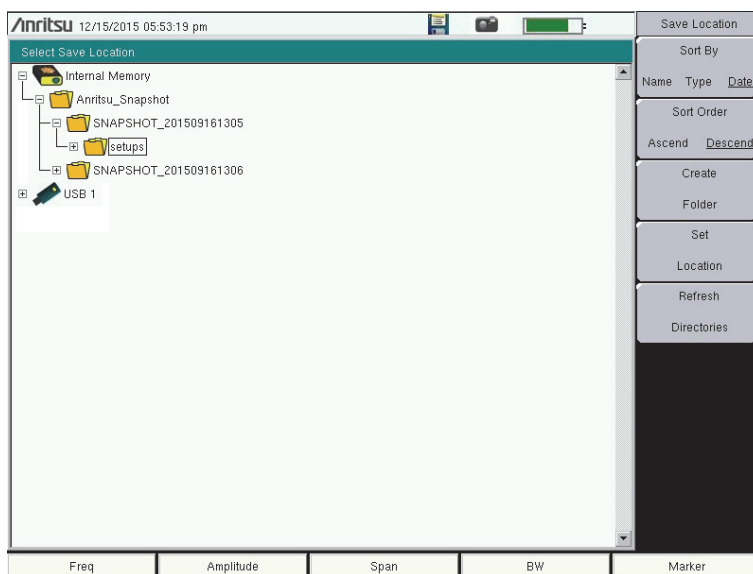 Anritsu 12/15/2015 05:53:19 pm
Select Save Location
Internal Memory
Anritsu_Snapshot
SNAPSHOT_201509161305
setups
SNAPSHOT_201509161306
USB 1
Save Location
Sort By
Name Type Date
Sort Order
Ascend Descend
Create
Folder
Set
Location
Refresh
Directories
Freq Amplitude Span BW Marker